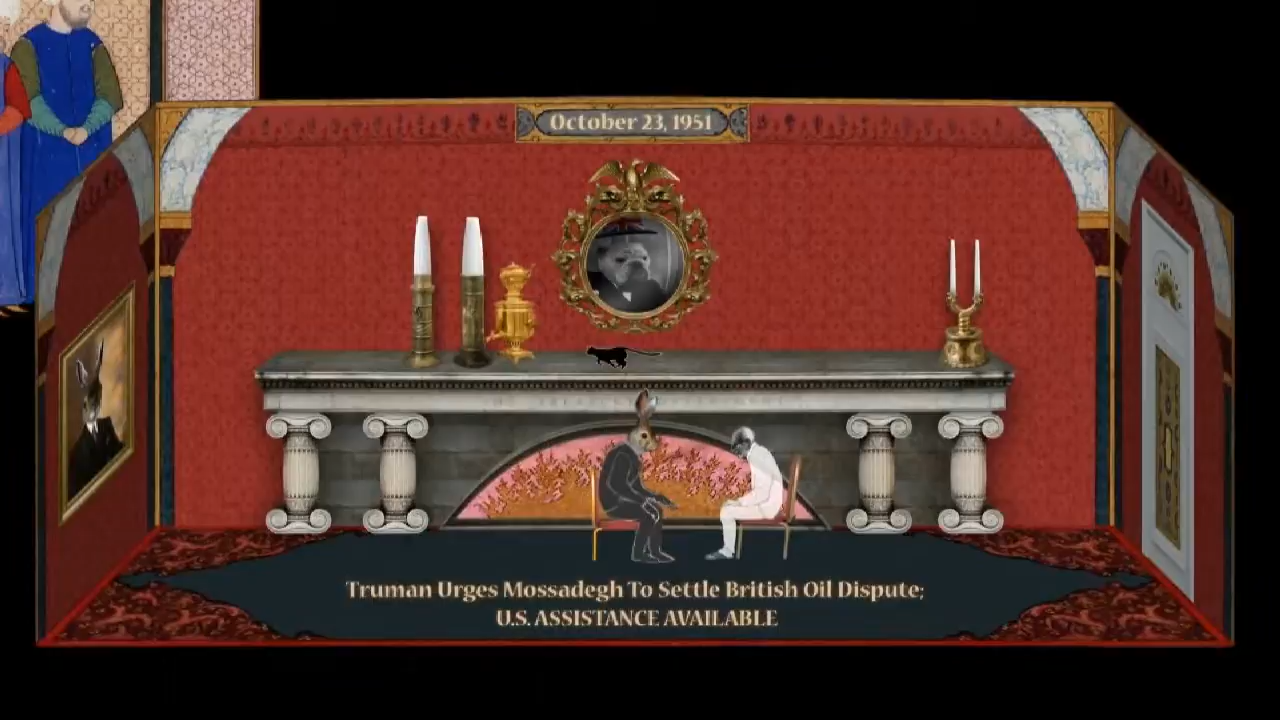 October 23, 1951
Truman Urges Mossadegh To Settle British Oil Dispute;
U.S. ASSISTANCE AVAILABLE